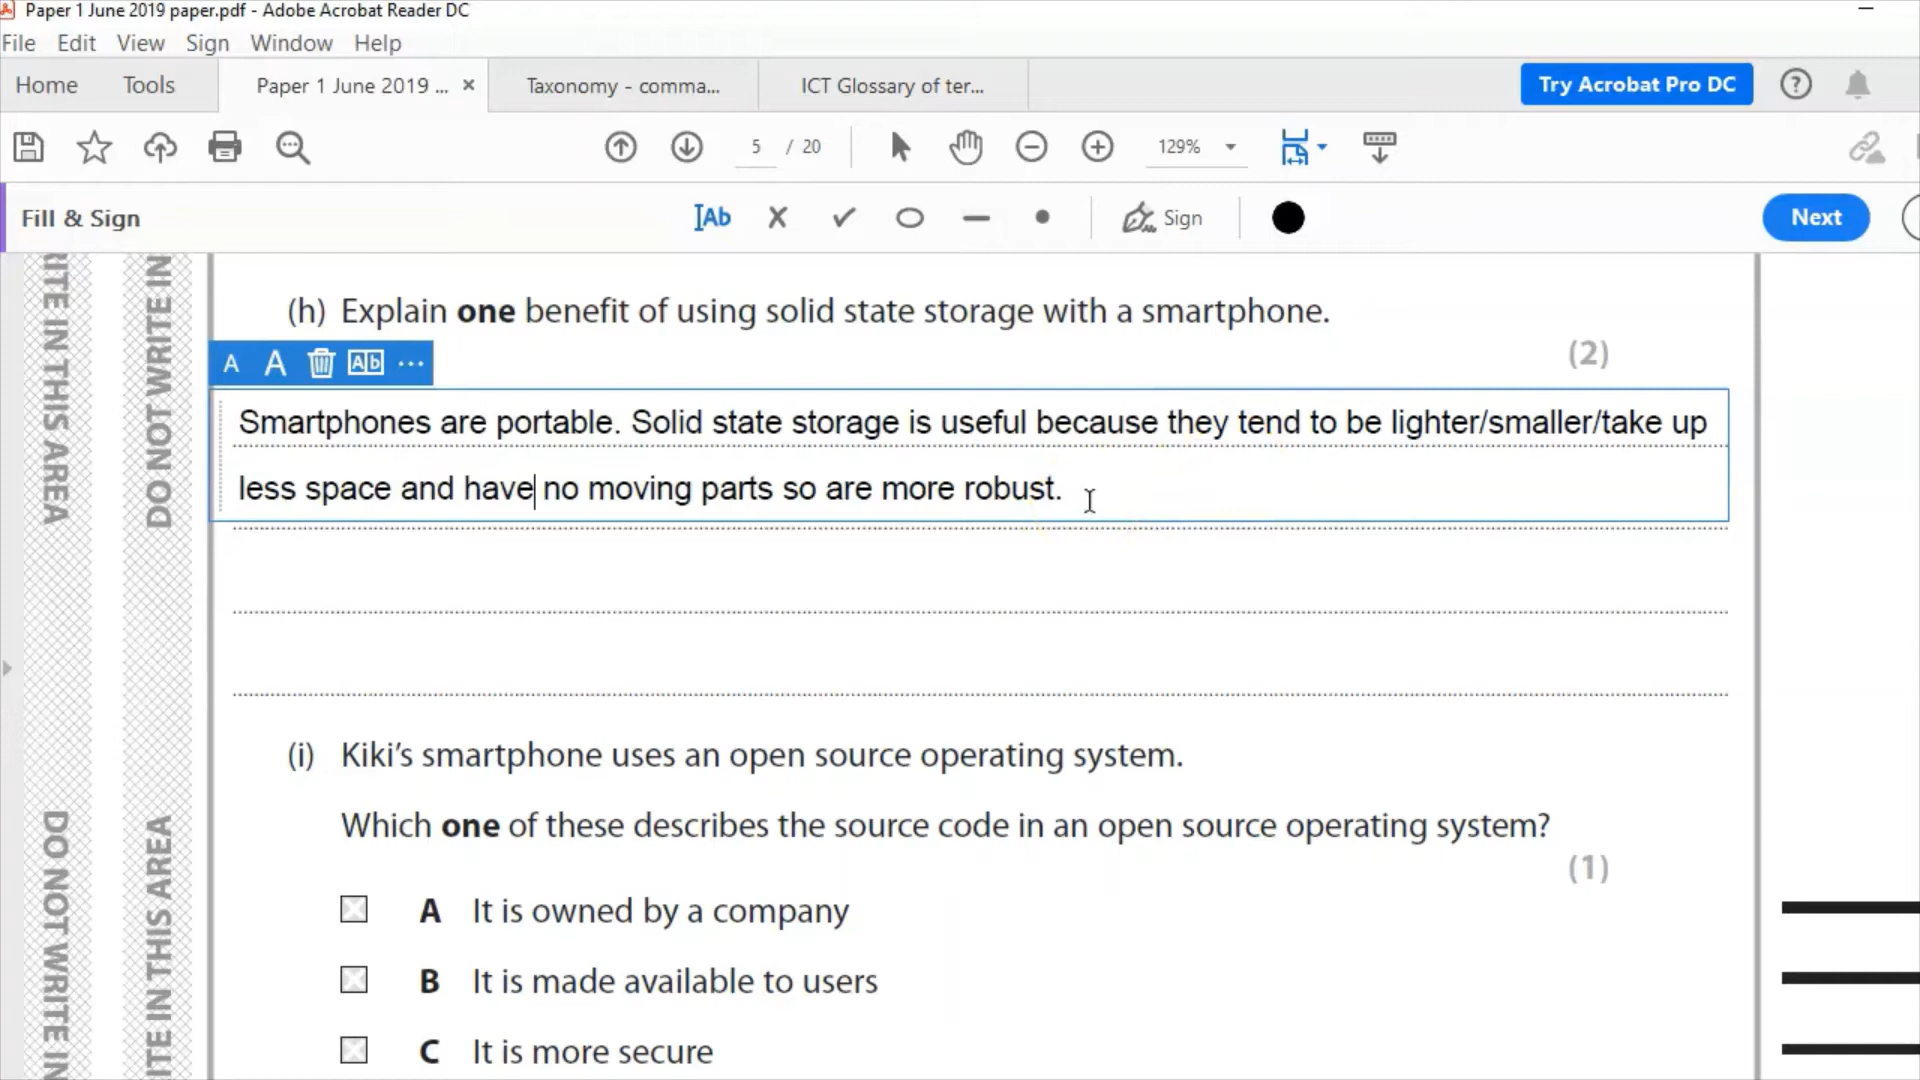 Paper 1 June 2019 paper.pdf - Adobe Acrobat Reader DC
File Edit View Sign Window Help
Home Tools Paper 1 June 2019 ... × Taxonomy - comma... ICT Glossary of ter... Try Acrobat Pro DC
5 / 20 129%
Fill & Sign Ab Sign Next
(h) Explain one benefit of using solid state storage with a smartphone.
A A Ab ...
(2)
Smartphones are portable. Solid state storage is useful because they tend to be lighter/smaller/take up
less space and have no moving parts so are more robust.
(i) Kiki’s smartphone uses an open source operating system.
Which one of these describes the source code in an open source operating system?
(1)
A It is owned by a company
B It is made available to users
C It is more secure
RITE IN THIS AREA
DO NOT WRITE IN
DO NOT WRITE IN
ITE IN THIS AREA